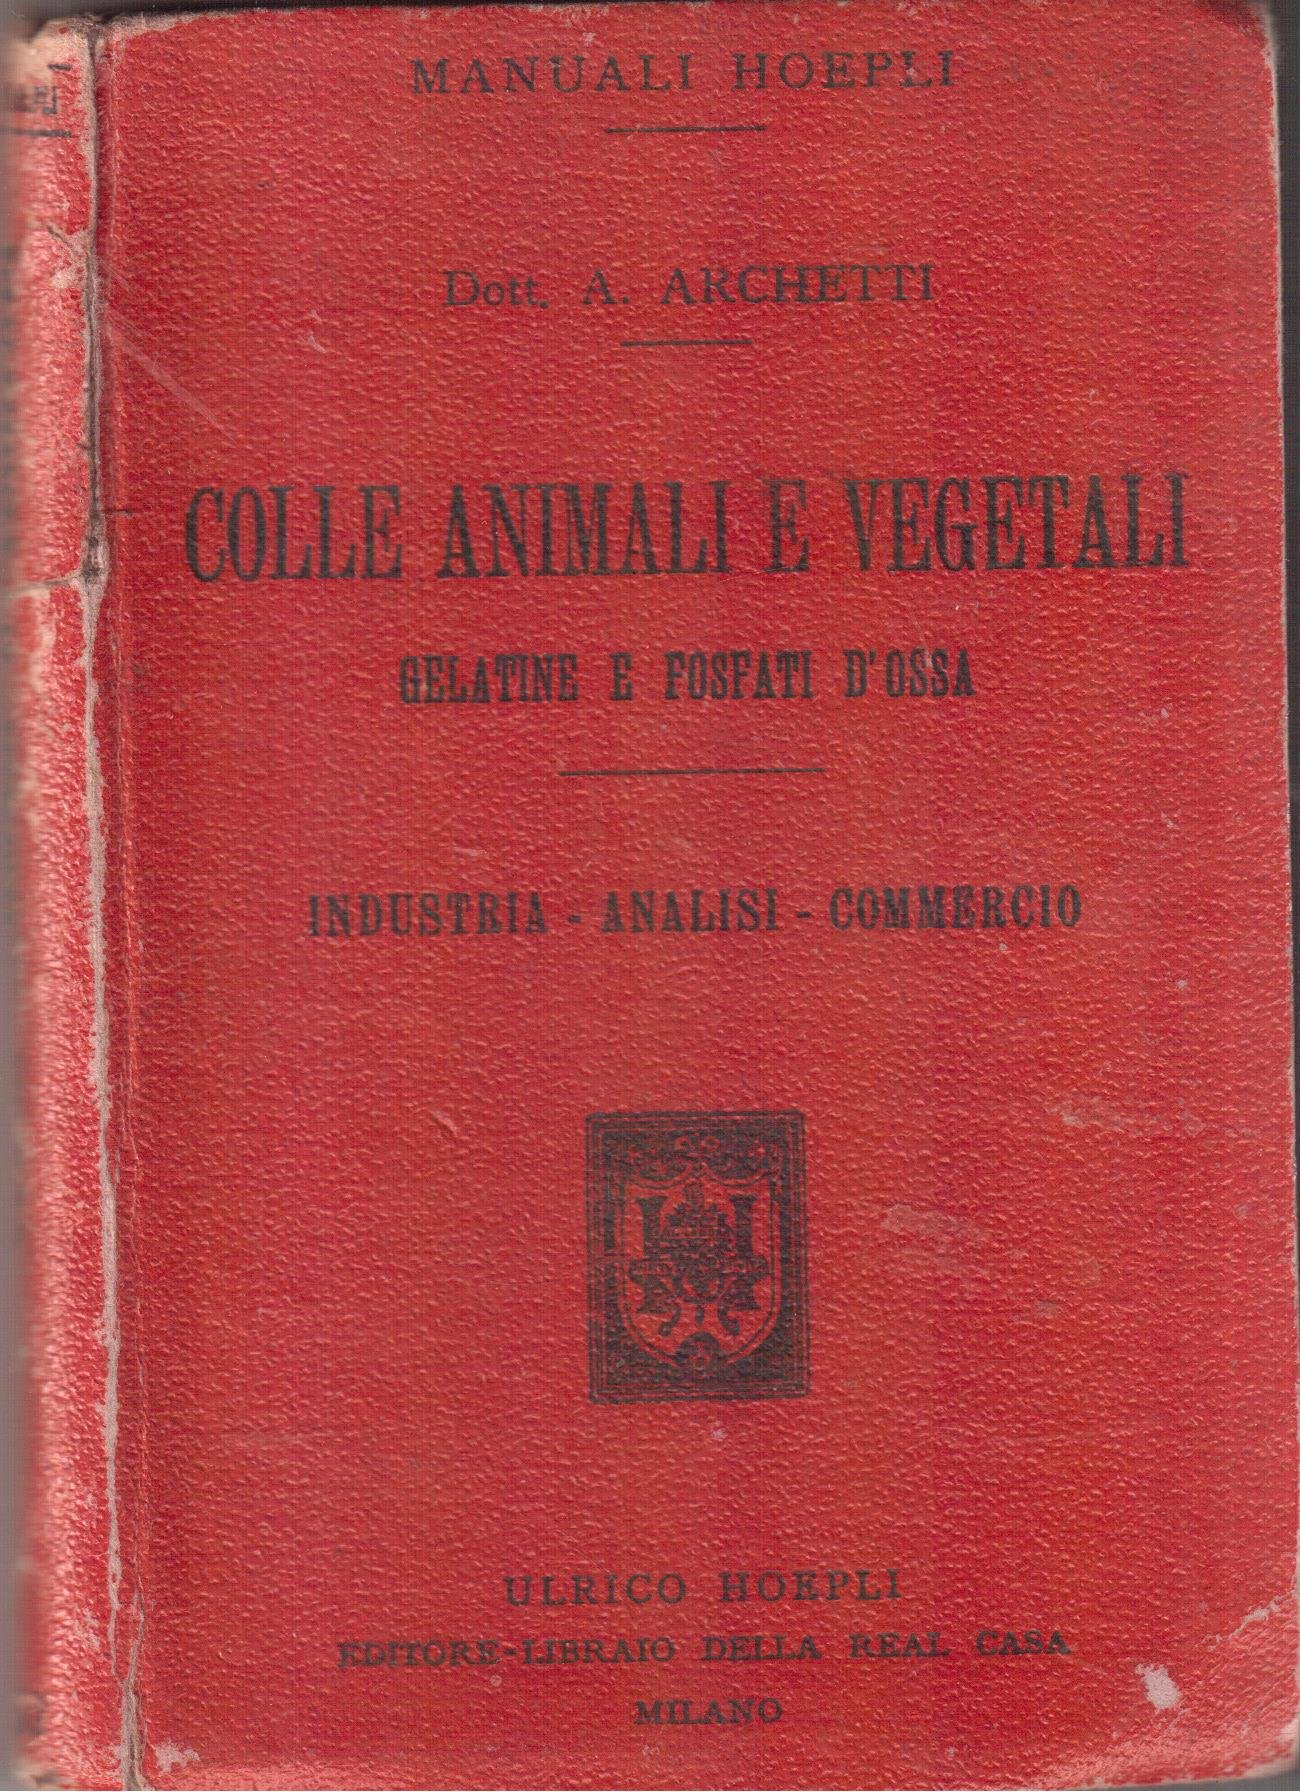 MANUALI HOEPLI
Dott. A. ARCHETTI
COLLE ANIMALI E VEGETALI
GELATINE E FOSFATI D'OSSA
INDUSTRIA - ANALISI - COMMERCIO
ULRICO HOEPLI
EDITORE-LIBRAIO DELLA REAL CASA
MILANO